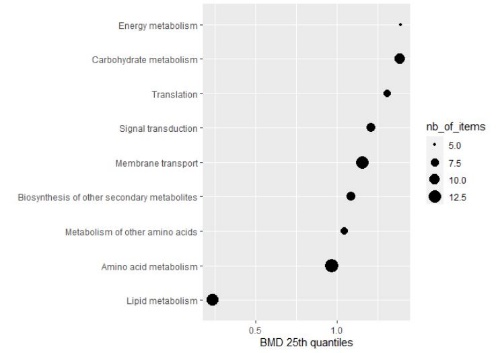 Energy metabolism
Carbohydrate metabolism
Translation
Signal transduction
Membrane transport
Biosynthesis of other secondary metabolites
Metabolism of other amino acids
Amino acid metabolism
Lipid metabolism
0.5 1.0
BMD 25th quantiles
nb_of_items
5.0
7.5
10.0
12.5